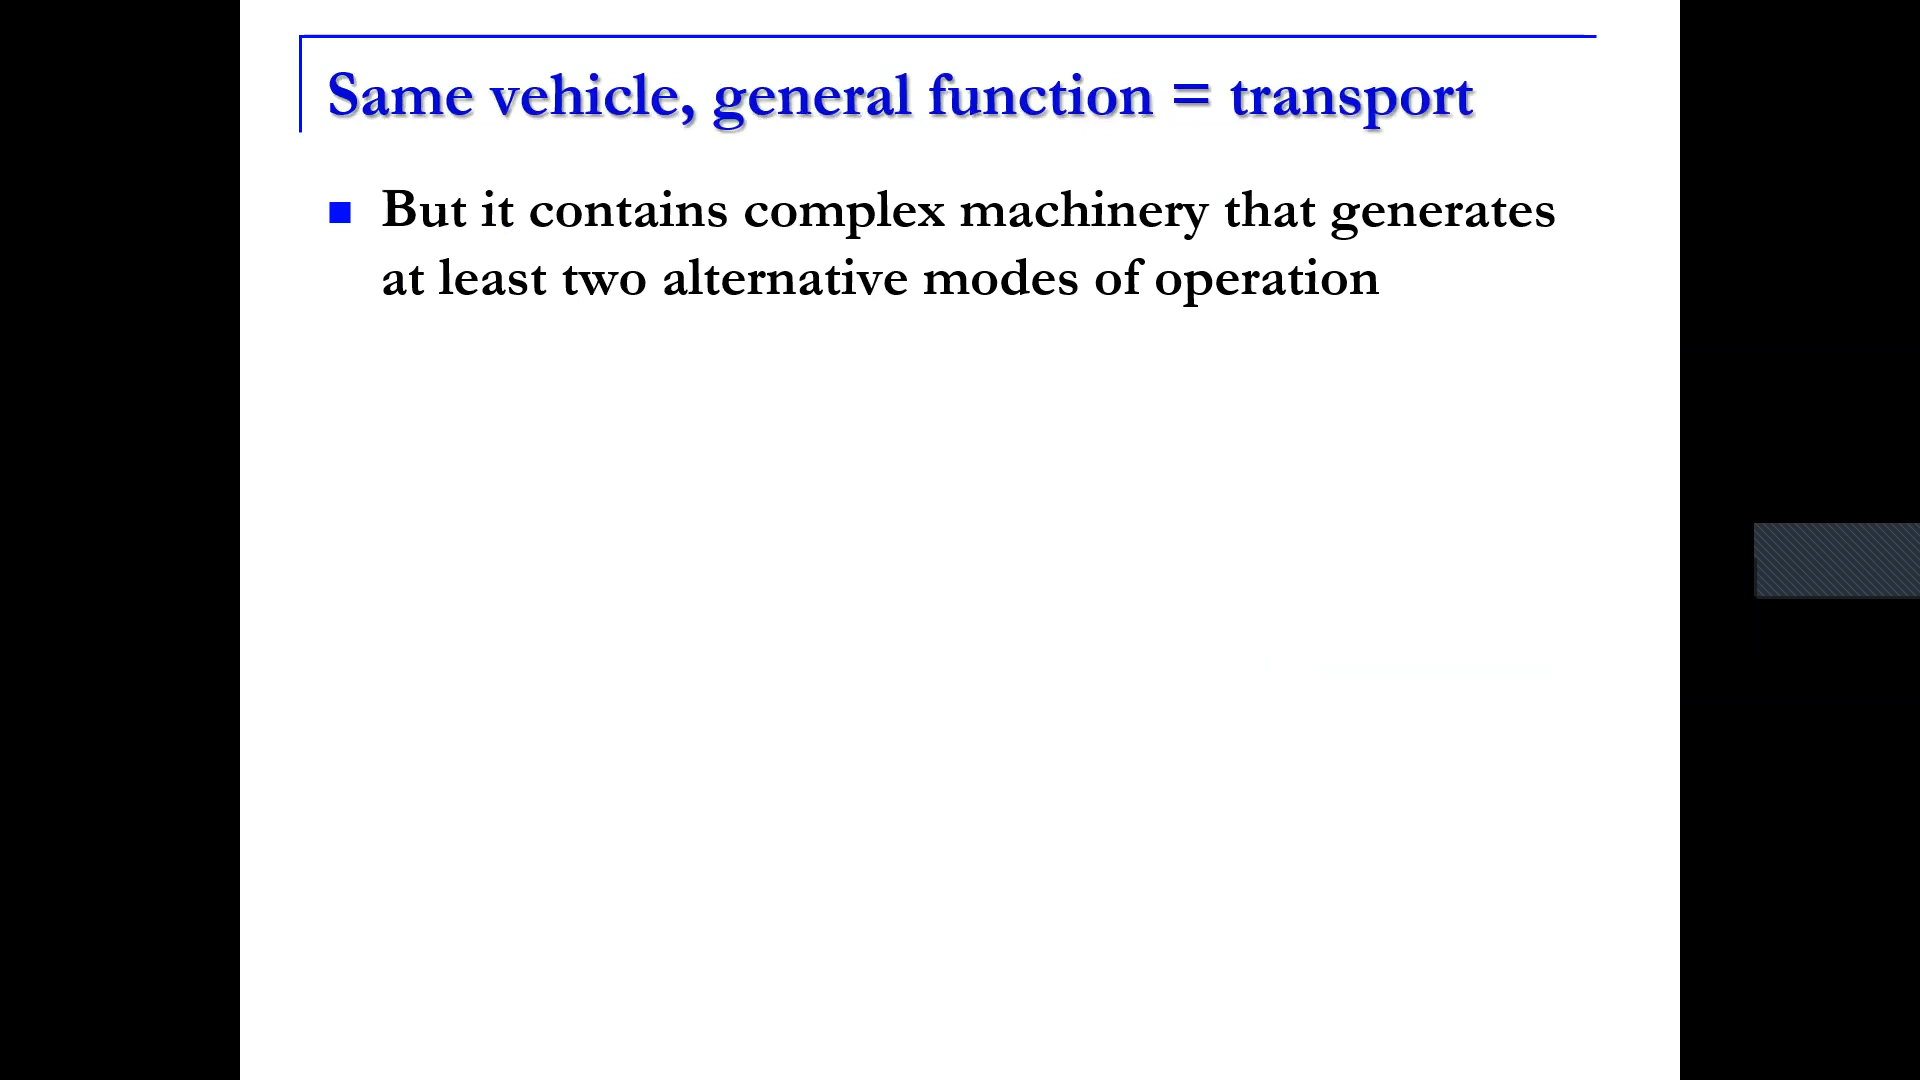 Same vehicle, general function = transport
But it contains complex machinery that generates
at least two alternative modes of operation